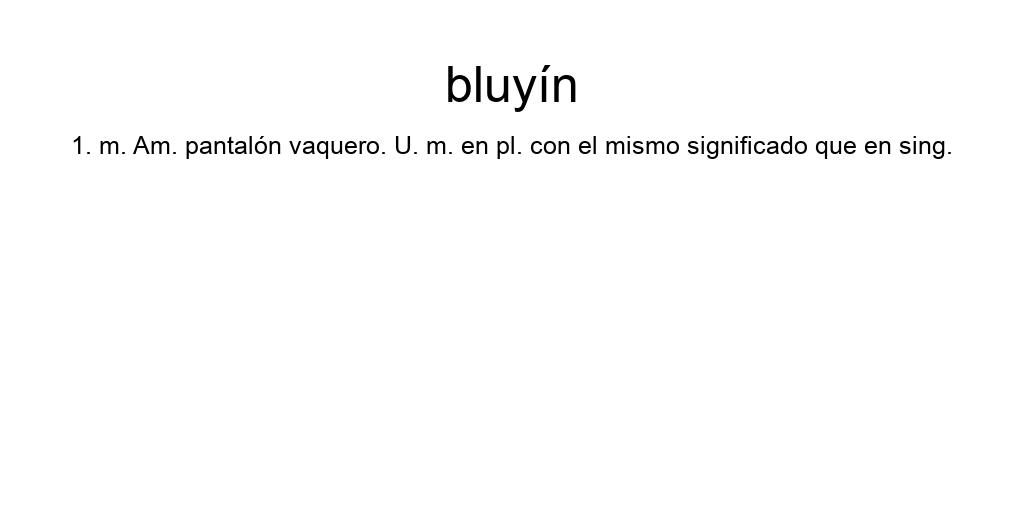 bluyín
1. m. Am. pantalón vaquero. U. m. en pl. con el mismo significado que en sing.